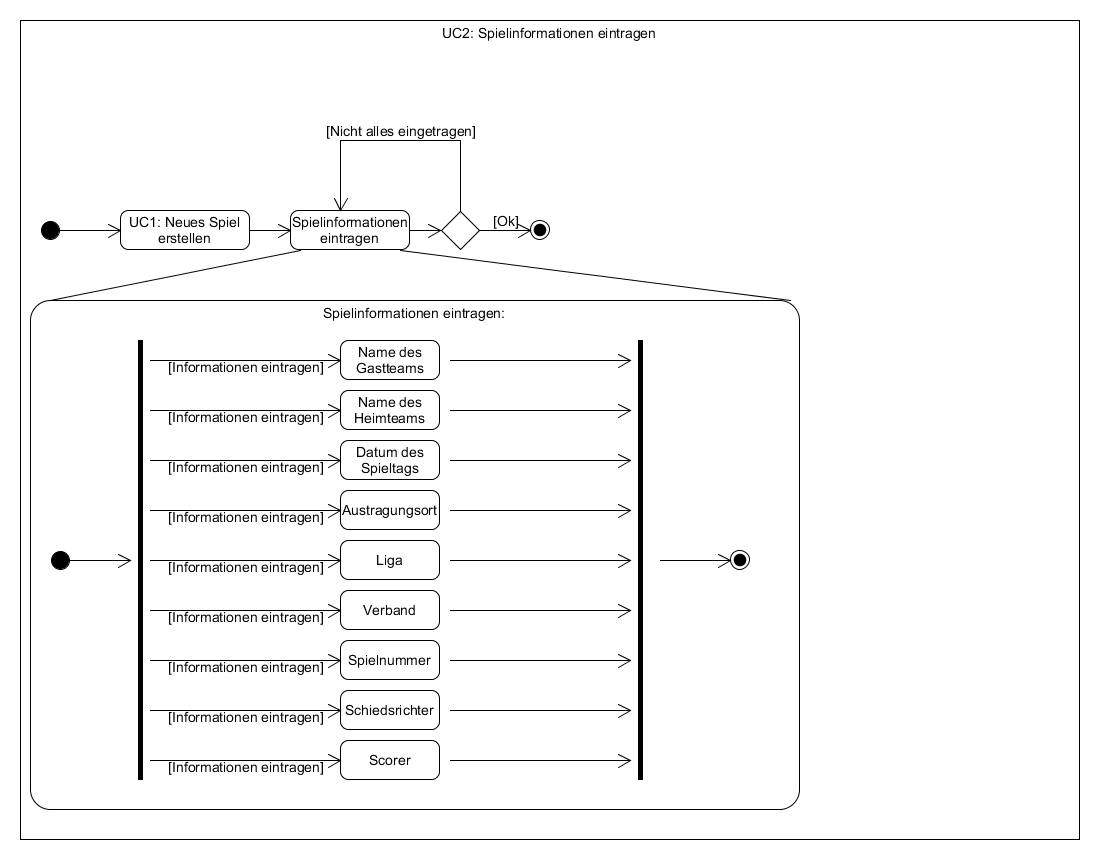 UC2: Spielinformationen eintragen
[Nicht alles eingetragen]
UC1: Neues Spiel
erstellen
Spielinformationen
eintragen
[Ok]
Spielinformationen eintragen:
[Informationen eintragen]
Name des
Gastteams
[Informationen eintragen]
Name des
Heimteams
[Informationen eintragen]
Datum des
Spieltags
[Informationen eintragen]
Austragungsort
[Informationen eintragen]
Liga
[Informationen eintragen]
Verband
[Informationen eintragen]
Spielnummer
[Informationen eintragen]
Schiedsrichter
[Informationen eintragen]
Scorer